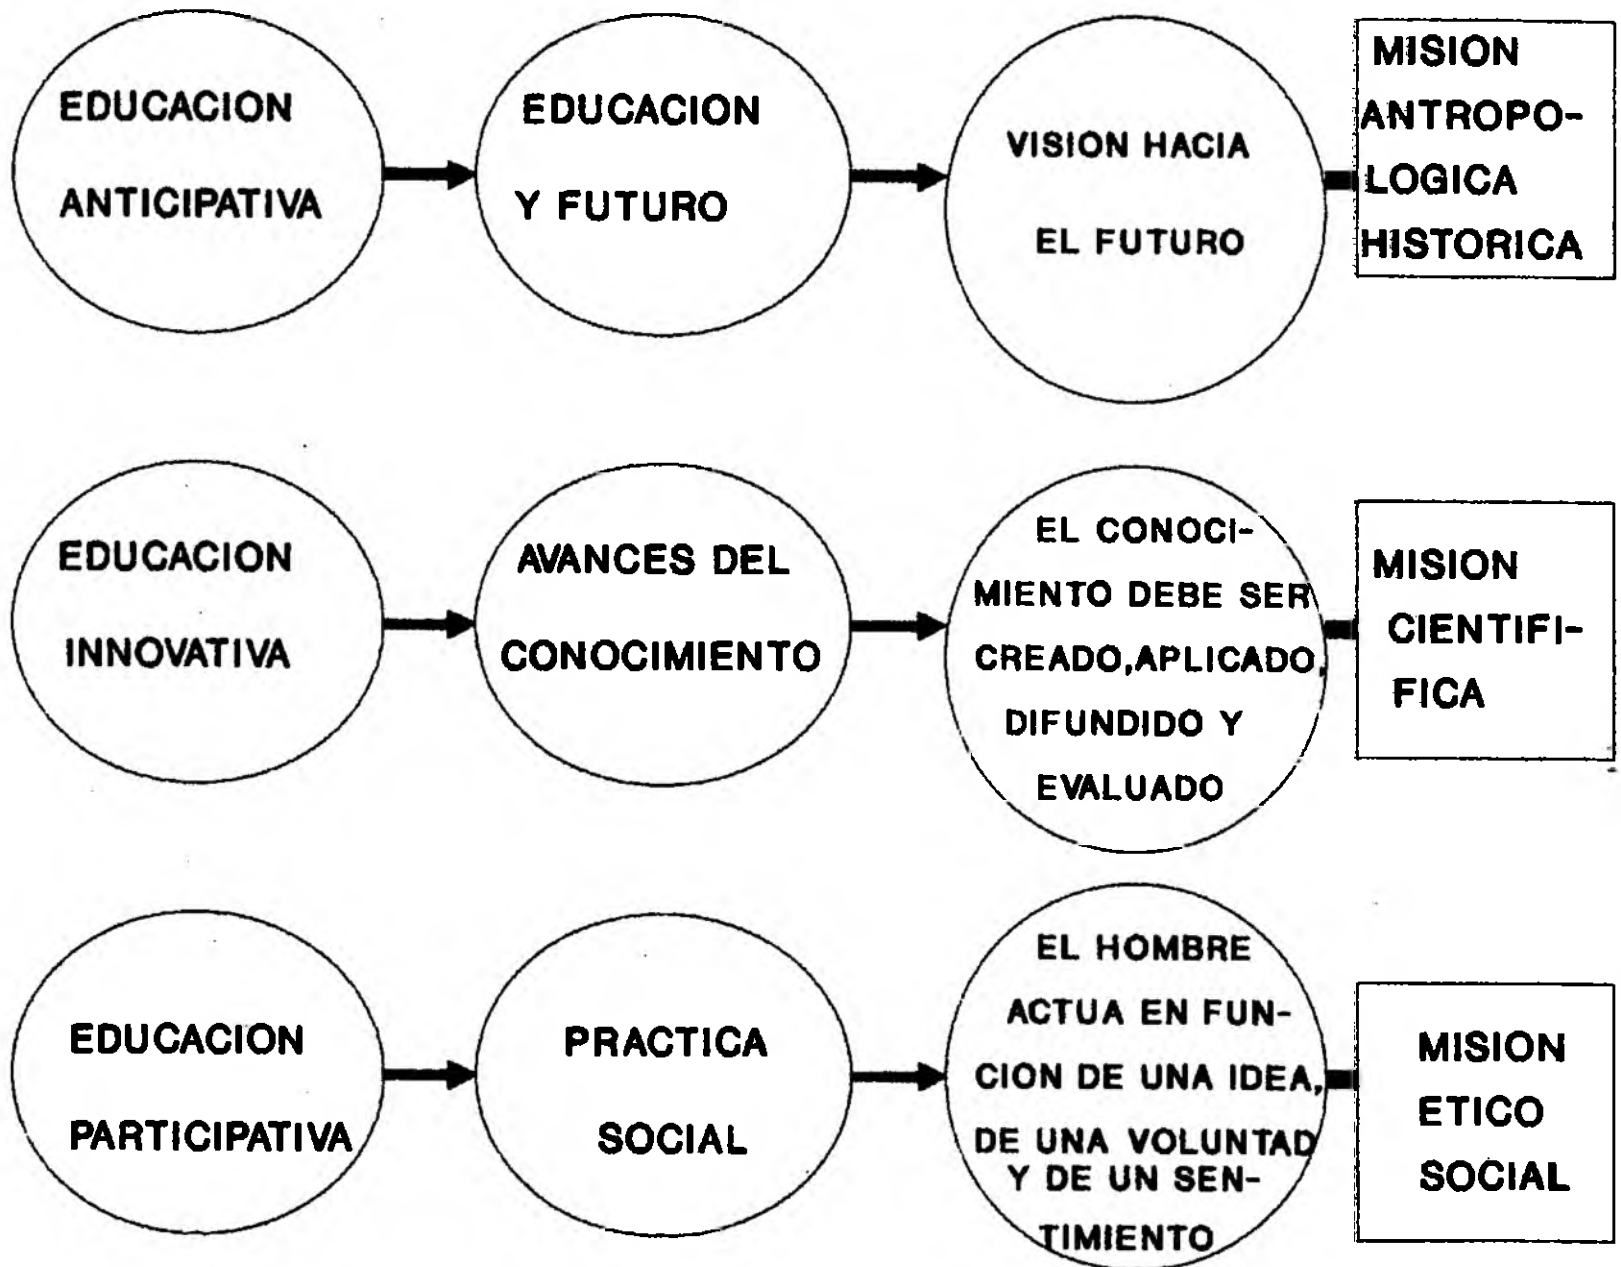 EDUCACION
ANTICIPATIVA
EDUCACION
Y FUTURO
VISION HACIA
EL FUTURO
MISION
ANTROPO-
LOGICA
HISTORICA
EDUCACION
INNOVATIVA
AVANCES DEL
CONOCIMIENTO
EL CONOCI-
MIENTO DEBE SER
CREADO,APLICADO,
DIFUNDIDO Y
EVALUADO
MISION
CIENTIFI-
FICA
EDUCACION
PARTICIPATIVA
PRACTICA
SOCIAL
EL HOMBRE
ACTUA EN FUN-
CION DE UNA IDEA,
DE UNA VOLUNTAD
Y DE UN SEN-
TIMIENTO
MISION
ETICO
SOCIAL